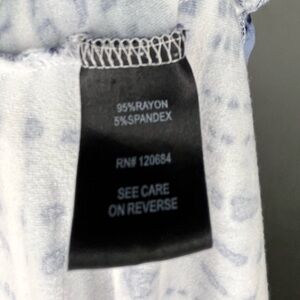 95%RAYON
5%SPANDEX
RN# 120684
SEE CARE
ON REVERSE